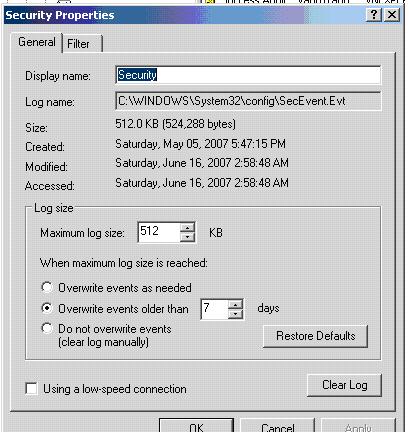 Security Properties
General Filter
Display name: Security
Log name: C:\WINDOWS\System32\config\SecEvent.Evt
Size: 512.0 KB (524,288 bytes)
Created: Saturday, May 05, 2007 5:47:15 PM
Modified: Saturday, June 16, 2007 2:58:48 AM
Accessed: Saturday, June 16, 2007 2:58:48 AM
Log size
Maximum log size: 512 KB
When maximum log size is reached:
Overwrite events as needed
Overwrite events older than 7 days
Do not overwrite events
(clear log manually)
Restore Defaults
Using a low-speed connection
Clear Log
OK Cancel Apply